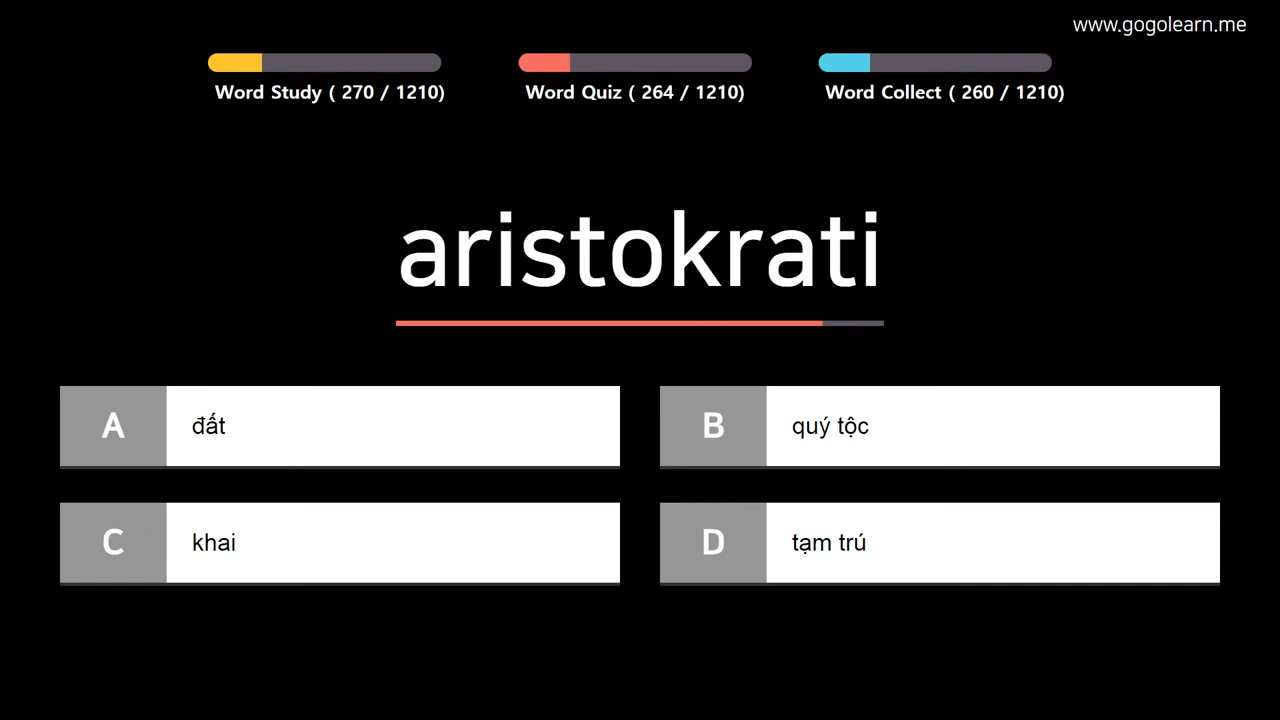 www.gogolearn.me
Word Study ( 270 / 1210)
Word Quiz ( 264 / 1210)
Word Collect ( 260 / 1210)
aristokrati
A đất
B quý tộc
C khai
D tạm trú